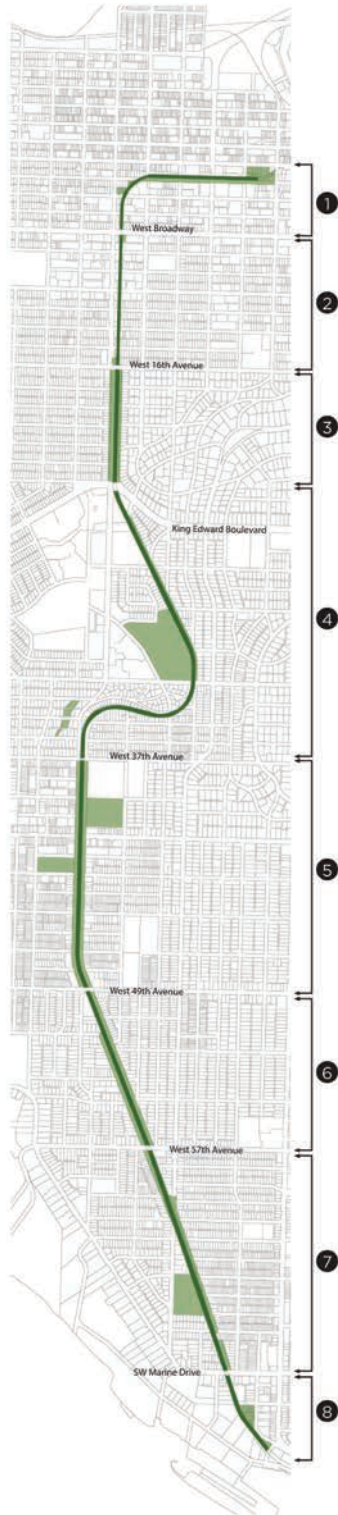 1
West Broadway
2
West 16th Avenue
3
King Edward Boulevard
4
West 37th Avenue
5
West 49th Avenue
6
West 57th Avenue
7
SW Marine Drive
8